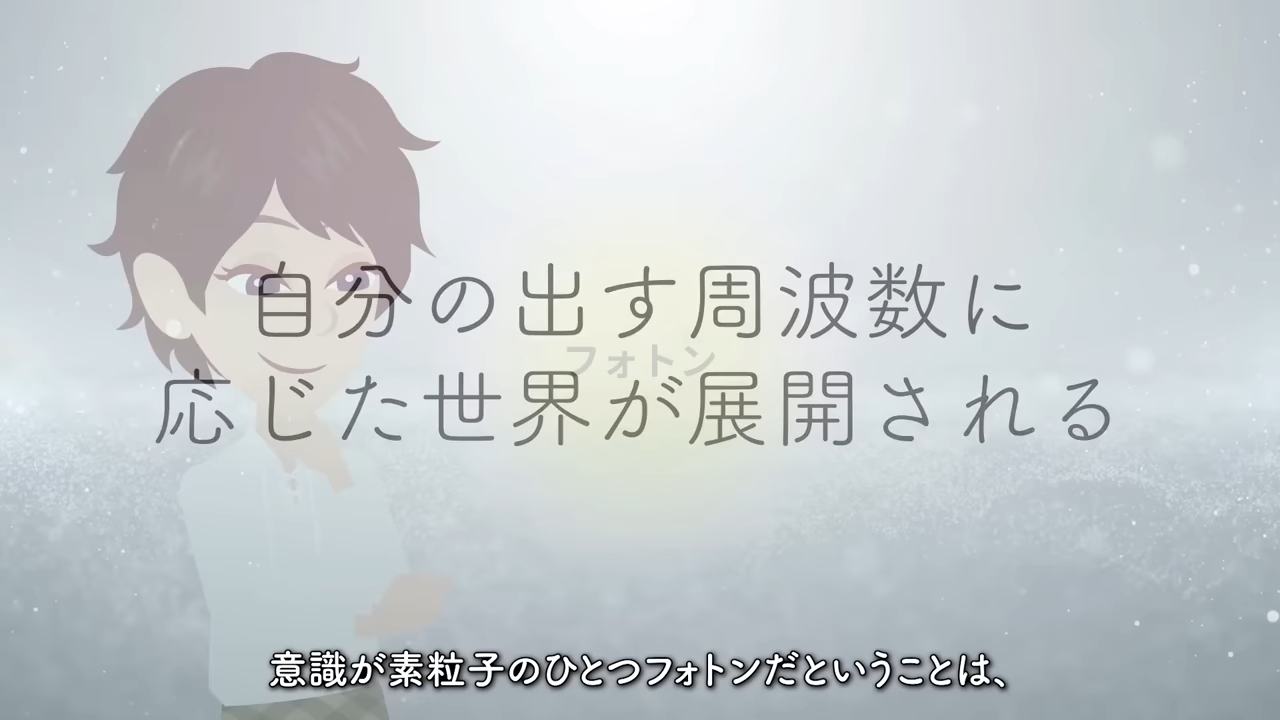 自分の出す周波数に
フォトン
応じた世界が展開される
意識が素粒子のひとつフォトンだということは、